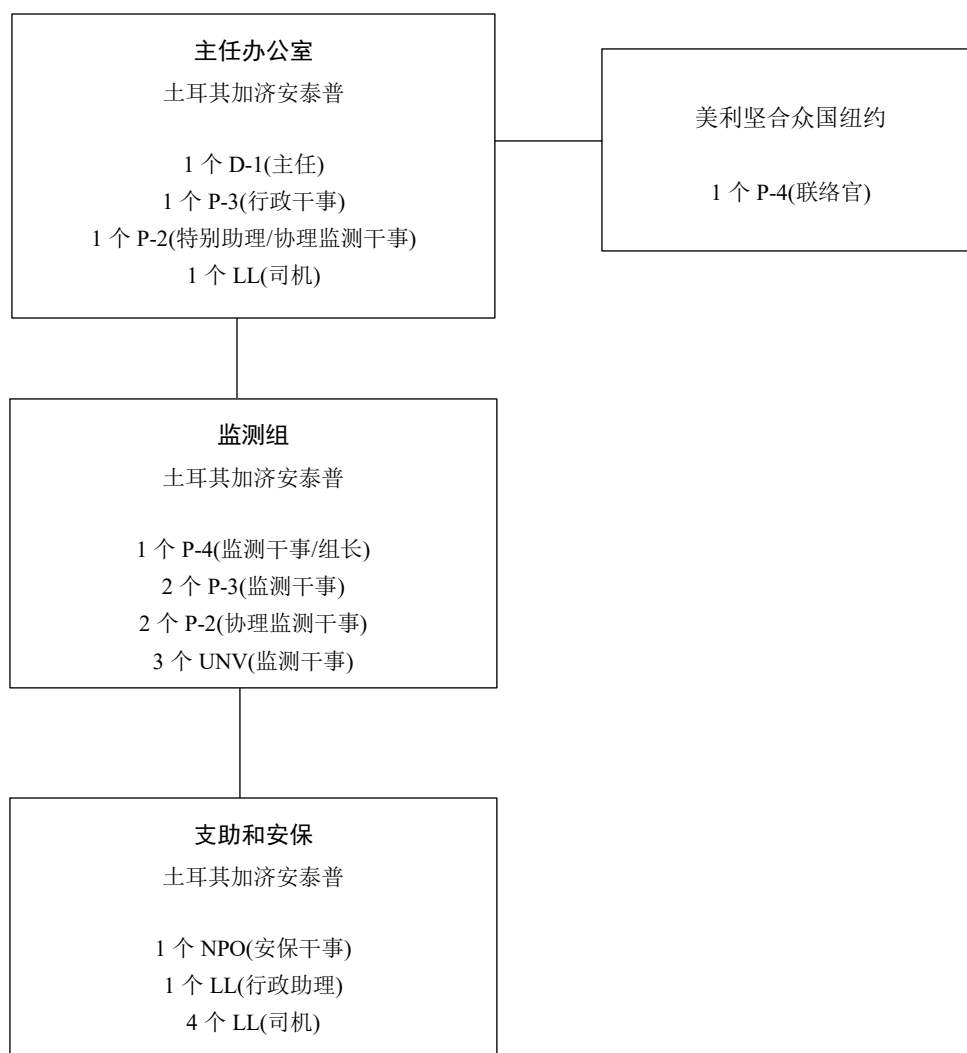 主任办公室
土耳其加济安泰普
1 个 D-1(主任)
1 个 P-3(行政干事)
1 个 P-2(特别助理/协理监测干事)
1 个 LL(司机)
美利坚合众国纽约
1 个 P-4(联络官)
监测组
土耳其加济安泰普
1 个 P-4(监测干事/组长)
2 个 P-3(监测干事)
2 个 P-2(协理监测干事)
3 个 UNV(监测干事)
支助和安保
土耳其加济安泰普
1 个 NPO(安保干事)
1 个 LL(行政助理)
4 个 LL(司机)